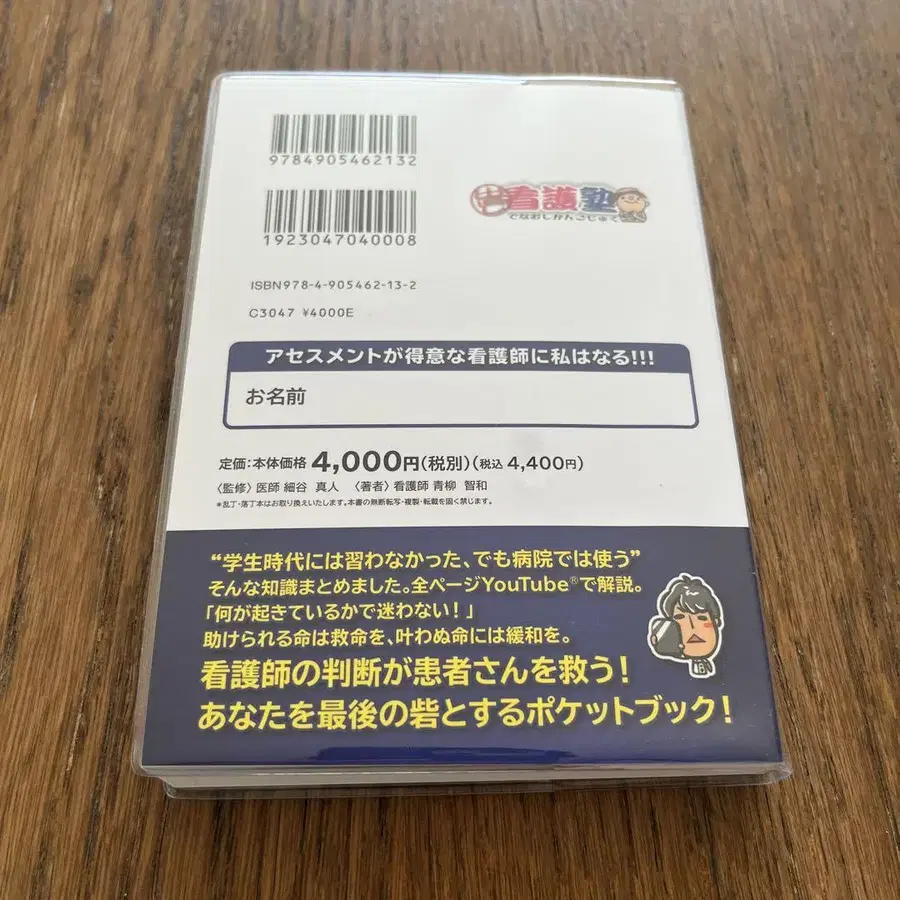 9784905462132
看護塾
でなおしかんごじゅく
1923047040008
ISBN978-4-905462-13-2
C3047 ¥4000E
アセスメントが得意な看護師に私はなる!!!
お名前
定価：本体価格 4,000円(税別)(税込 4,400円)
〈監修〉 医師 細谷 真人 〈著者〉 看護師 青柳 智和
＊乱丁・落丁本はお取り換えいたします。本書の無断転写・複製・転載を固く禁じます。
“学生時代には習わなかった、でも病院では使う”
そんな知識まとめました。全ページYouTube®で解説。
「何が起きているかで迷わない！」
助けられる命は救命を、叶わぬ命には緩和を。
看護師の判断が患者さんを救う！
あなたを最後の砦とするポケットブック！